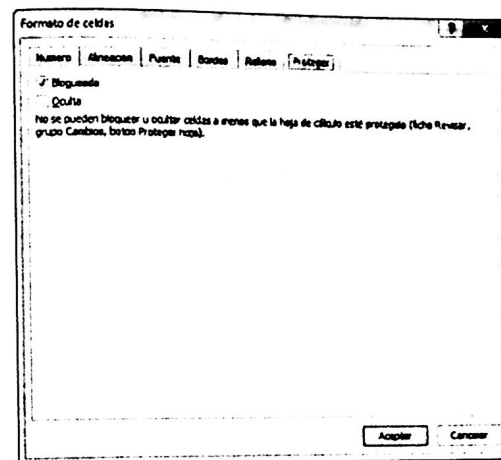 Formato de celdas
Numero Alineación Fuente Bordes Relleno Proteger
Bloqueada
Oculta
No se pueden bloquear u ocultar celdas a menos que la hoja de cálculo esté protegida (ficha Revisar,
grupo Cambios, botón Proteger hoja).
Aceptar Cancelar